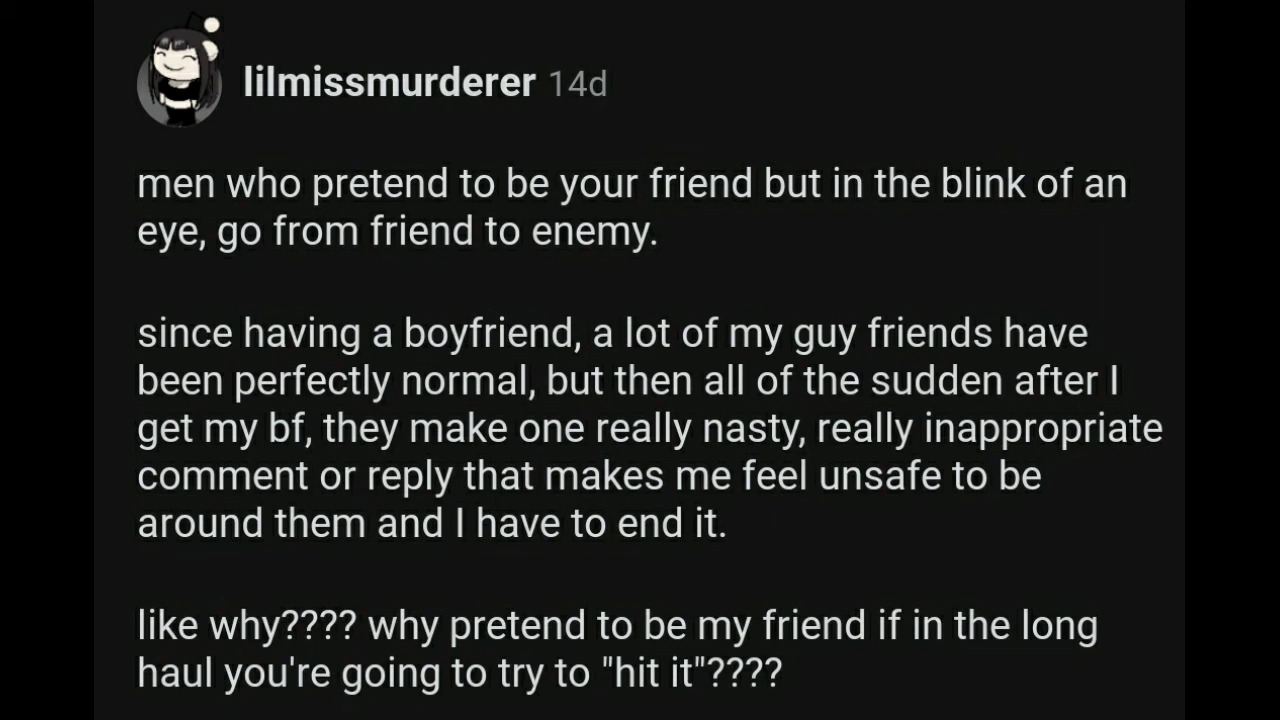 lilmissmurderer 14d
men who pretend to be your friend but in the blink of an
eye, go from friend to enemy.
since having a boyfriend, a lot of my guy friends have
been perfectly normal, but then all of the sudden after I
get my bf, they make one really nasty, really inappropriate
comment or reply that makes me feel unsafe to be
around them and I have to end it.
like why???? why pretend to be my friend if in the long
haul you're going to try to "hit it"????